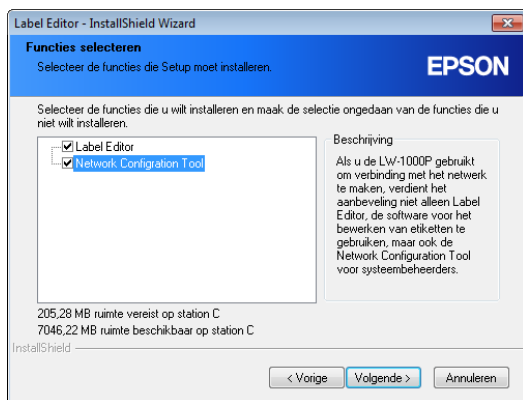 Label Editor - InstallShield Wizard
Functies selecteren
Selecteer de functies die Setup moet installeren.
EPSON
Selecteer de functies die u wilt installeren en maak de selectie ongedaan van de functies die u
niet wilt installeren.
Label Editor
Network Configration Tool
Beschrijving
Als u de LW-1000P gebruikt
om verbinding met het netwerk
te maken, verdient het
aanbeveling niet alleen Label
Editor, de software voor het
bewerken van etiketten te
gebruiken, maar ook de
Network Configuration Tool
voor systeembeheerders.
205,28 MB ruimte vereist op station C
7046,22 MB ruimte beschikbaar op station C
InstallShield
< Vorige
Volgende >
Annuleren